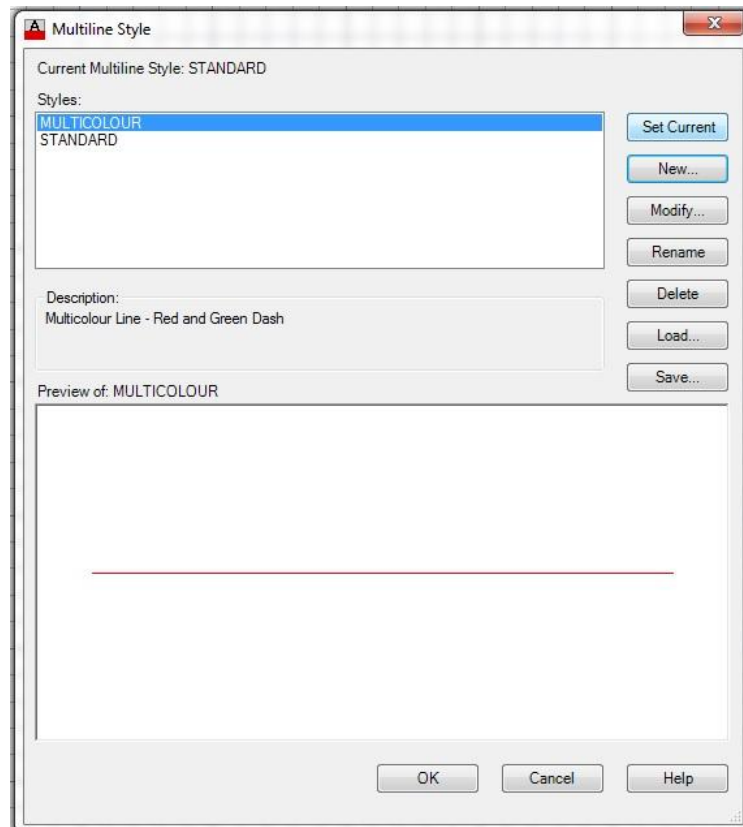 Multiline Style
Current Multiline Style: STANDARD
Styles:
MULTICOLOUR
STANDARD
Set Current
New...
Modify...
Rename
Delete
Load...
Save...
Description:
Multicolour Line - Red and Green Dash
Preview of: MULTICOLOUR
OK
Cancel
Help